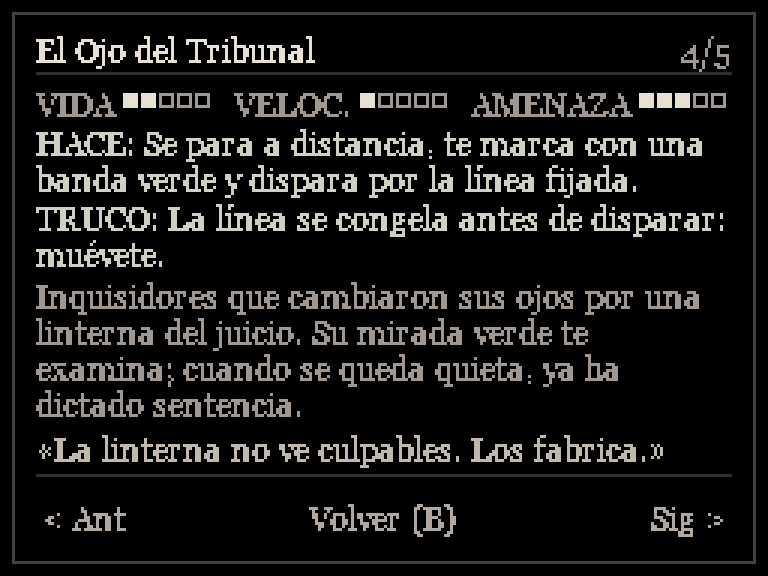 El Ojo del Tribunal
4/5
VIDA VELOC. AMENAZA
HACE: Se para a distancia, te marca con una
banda verde y dispara por la línea fijada.
TRUCO: La línea se congela antes de disparar:
muévete.
Inquisidores que cambiaron sus ojos por una
linterna del juicio. Su mirada verde te
examina; cuando se queda quieta, ya ha
dictado sentencia.
«La linterna no ve culpables. Los fabrica.»
< Ant Volver (B) Sig >